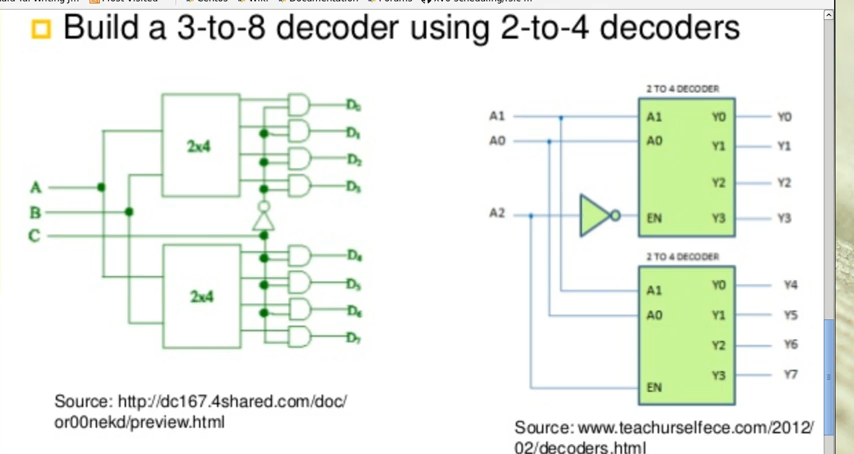 Build a 3-to-8 decoder using 2-to-4 decoders
2x4
D₀
D₁
D₂
D₃
A
B
C
2x4
D₄
D₅
D₆
D₇
Source: http://dc167.4shared.com/doc/
or00nekd/preview.html
2 TO 4 DECODER
A1 A1 Y0 Y0
A0 A0 Y1 Y1
Y2 Y2
A2 EN Y3 Y3
2 TO 4 DECODER
A1 Y0 Y4
A0 Y1 Y5
Y2 Y6
Y3 Y7
EN
Source: www.teachurselfece.com/2012/
02/decoders.html